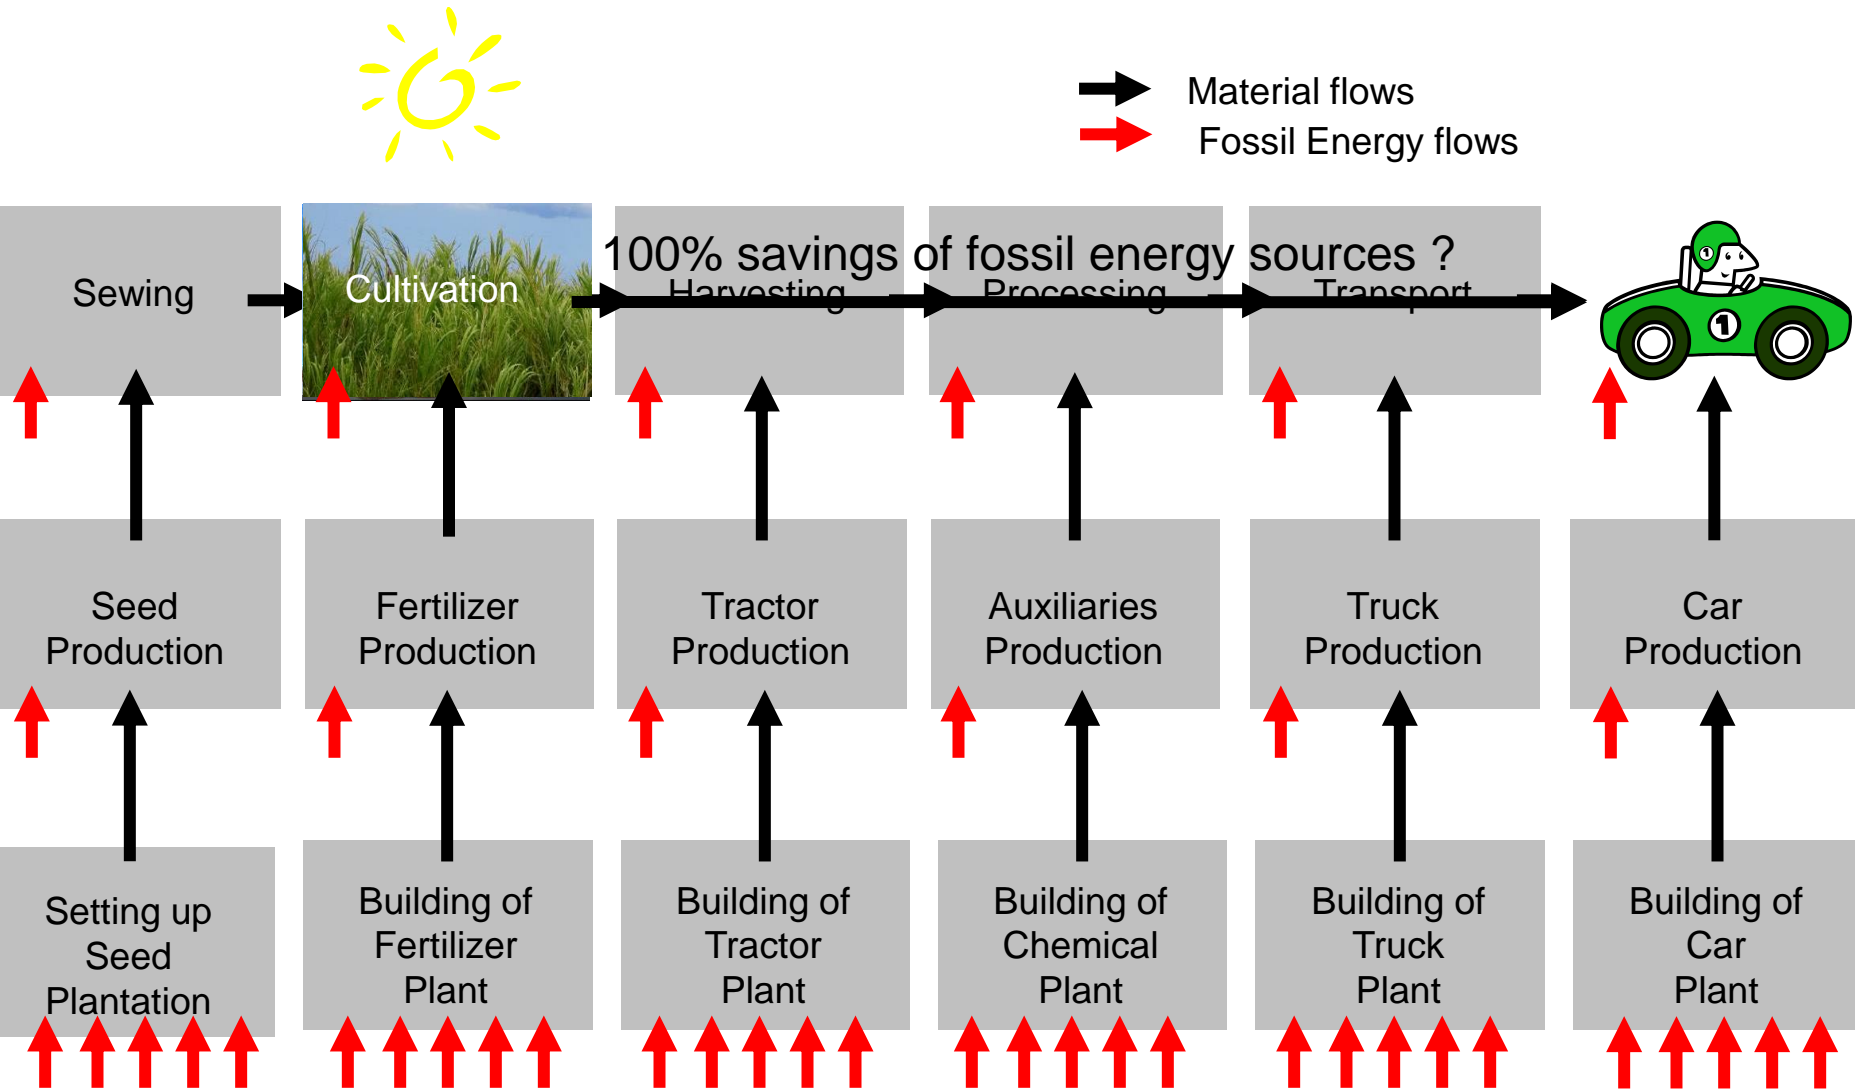 Material flows
Fossil Energy flows
100% savings of fossil energy sources ?
Sewing
Cultivation
Harvesting
Processing
Transport
1
1
Seed
Production
Fertilizer
Production
Tractor
Production
Auxiliaries
Production
Truck
Production
Car
Production
Setting up
Seed
Plantation
Building of
Fertilizer
Plant
Building of
Tractor
Plant
Building of
Chemical
Plant
Building of
Truck
Plant
Building of
Car
Plant